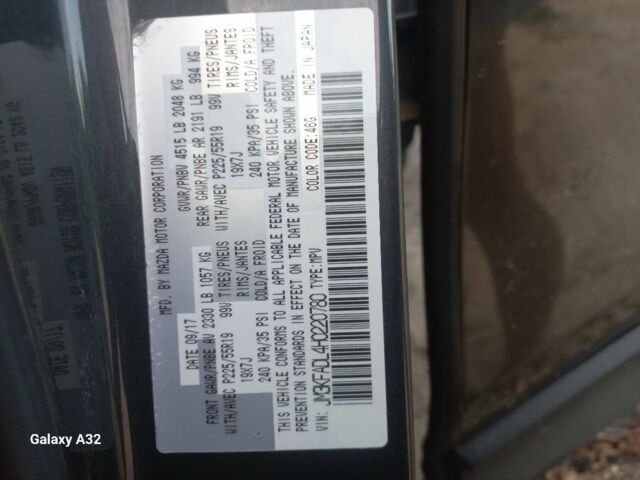 MFD. BY MAZDA MOTOR CORPORATION
DATE 09/17 GVWR/PNBV 4515 LB 2048 KG
FRONT GAWR/PNBE AV 2330 LB 1057 KG REAR GAWR/PNBE AR 2191 LB 994 KG
WITH/AVEC P225/55R19 99V TIRES/PNEUS WITH/AVEC P225/55R19 99V TIRES/PNEUS
19X7J RIMS/JANTES 19X7J RIMS/JANTES
240 KPA/35 PSI COLD/A FROID 240 KPA/35 PSI COLD/A FROID
THIS VEHICLE CONFORMS TO ALL APPLICABLE FEDERAL MOTOR VEHICLE SAFETY AND THEFT
PREVENTION STANDARDS IN EFFECT ON THE DATE OF MANUFACTURE SHOWN ABOVE.
VIN: TYPE:MPV COLOR CODE:46G MADE IN JAPAN
Galaxy A32